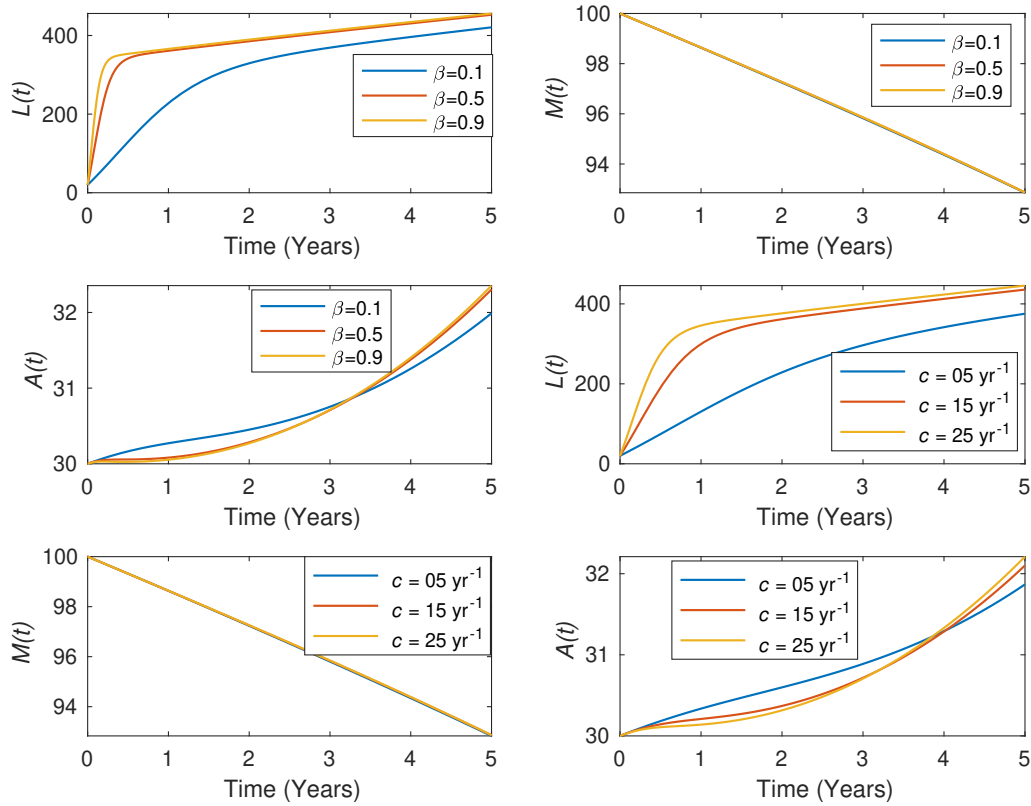 L(t)
400
200
0
0 1 2 3 4 5
Time (Years)
β=0.1
β=0.5
β=0.9
M(t)
100
98
96
94
0 1 2 3 4 5
Time (Years)
β=0.1
β=0.5
β=0.9
A(t)
32
31
30
0 1 2 3 4 5
Time (Years)
β=0.1
β=0.5
β=0.9
L(t)
400
200
0
0 1 2 3 4 5
Time (Years)
c = 05 yr⁻¹
c = 15 yr⁻¹
c = 25 yr⁻¹
M(t)
100
98
96
94
0 1 2 3 4 5
Time (Years)
c = 05 yr⁻¹
c = 15 yr⁻¹
c = 25 yr⁻¹
A(t)
32
31
30
0 1 2 3 4 5
Time (Years)
c = 05 yr⁻¹
c = 15 yr⁻¹
c = 25 yr⁻¹